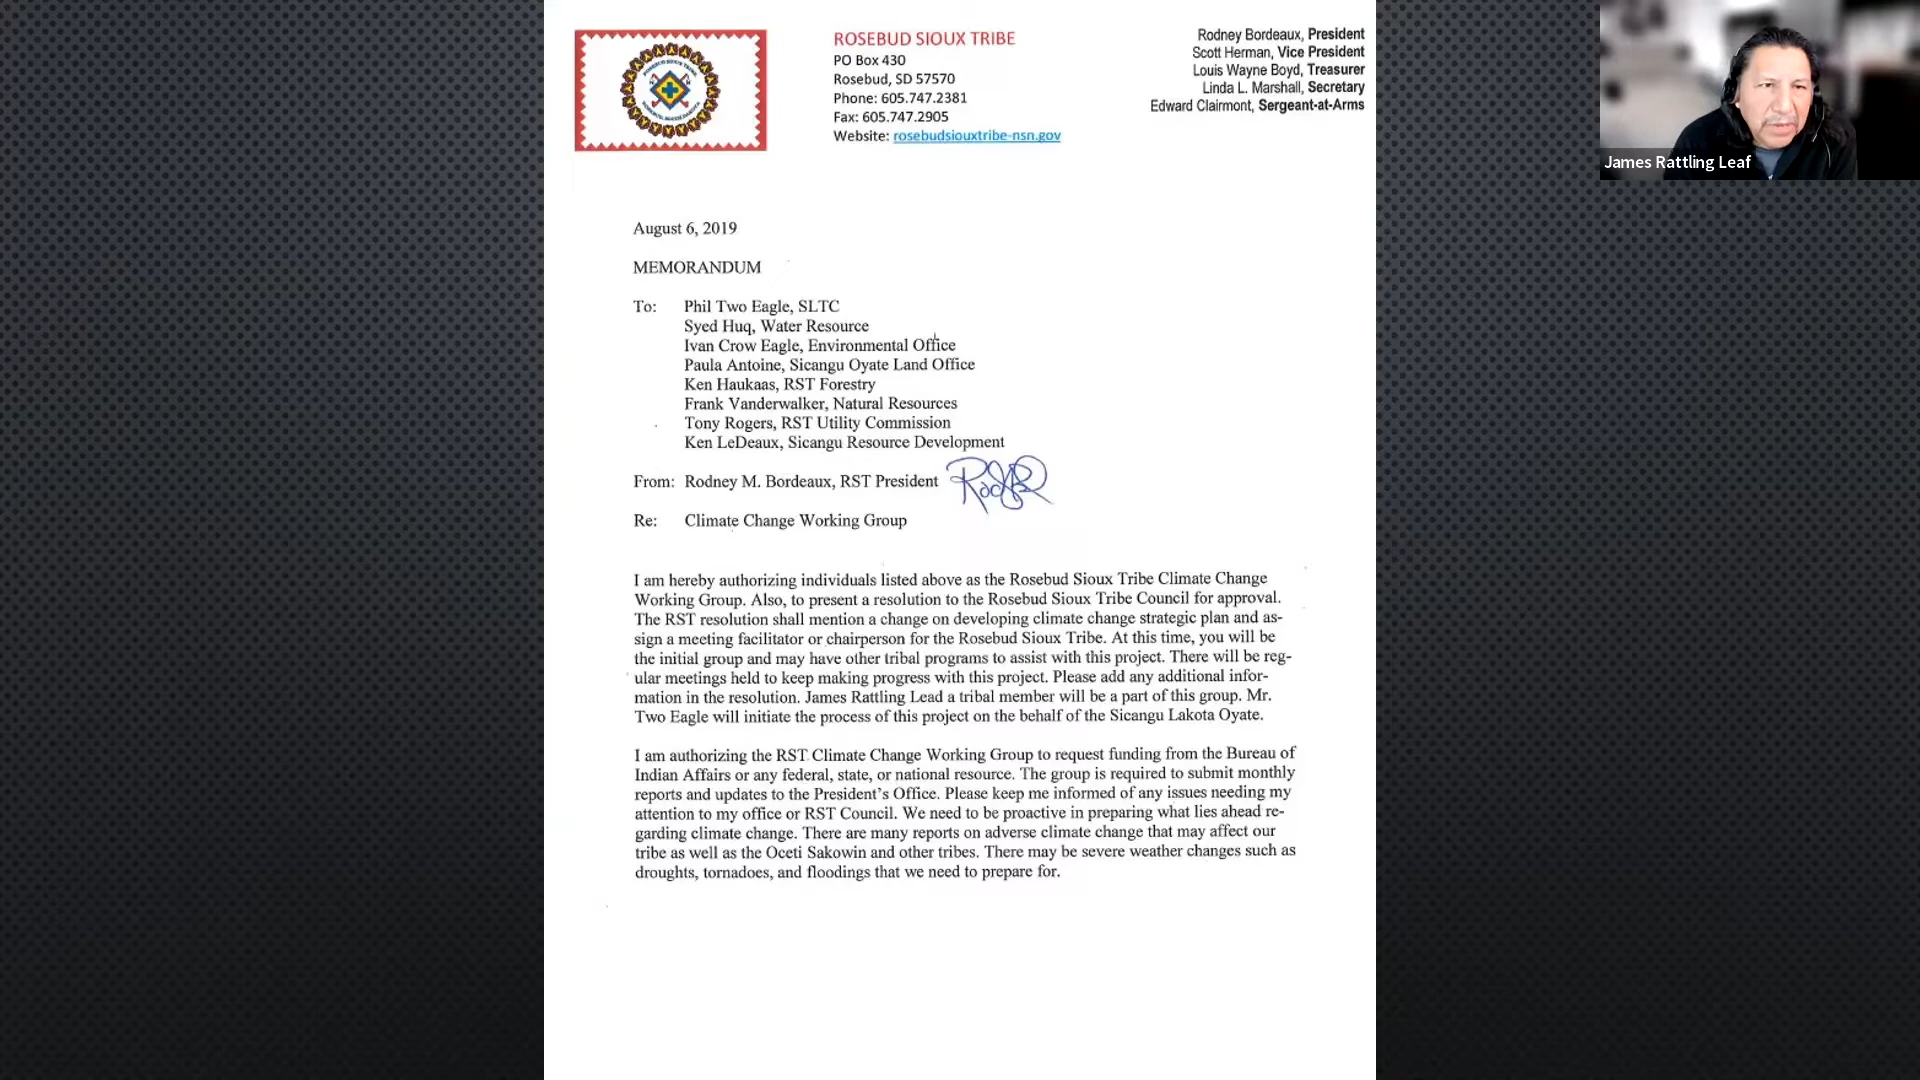 ROSEBUD SIOUX TRIBE
PO Box 430
Rosebud, SD 57570
Phone: 605.747.2381
Fax: 605.747.2905
Website: rosebudsiouxtribe-nsn.gov
Rodney Bordeaux, President
Scott Herman, Vice President
Louis Wayne Boyd, Treasurer
Linda L. Marshall, Secretary
Edward Clairmont, Sergeant-at-Arms
James Rattling Leaf
August 6, 2019
MEMORANDUM
To: Phil Two Eagle, SLTC
Syed Huq, Water Resource
Ivan Crow Eagle, Environmental Office
Paula Antoine, Sicangu Oyate Land Office
Ken Haukaas, RST Forestry
Frank Vanderwalker, Natural Resources
Tony Rogers, RST Utility Commission
Ken LeDeaux, Sicangu Resource Development
From: Rodney M. Bordeaux, RST President
Re: Climate Change Working Group
I am hereby authorizing individuals listed above as the Rosebud Sioux Tribe Climate Change
Working Group. Also, to present a resolution to the Rosebud Sioux Tribe Council for approval.
The RST resolution shall mention a change on developing climate change strategic plan and as-
sign a meeting facilitator or chairperson for the Rosebud Sioux Tribe. At this time, you will be
the initial group and may have other tribal programs to assist with this project. There will be reg-
ular meetings held to keep making progress with this project. Please add any additional infor-
mation in the resolution. James Rattling Lead a tribal member will be a part of this group. Mr.
Two Eagle will initiate the process of this project on the behalf of the Sicangu Lakota Oyate.
I am authorizing the RST Climate Change Working Group to request funding from the Bureau of
Indian Affairs or any federal, state, or national resource. The group is required to submit monthly
reports and updates to the President's Office. Please keep me informed of any issues needing my
attention to my office or RST Council. We need to be proactive in preparing what lies ahead re-
garding climate change. There are many reports on adverse climate change that may affect our
tribe as well as the Oceti Sakowin and other tribes. There may be severe weather changes such as
droughts, tornadoes, and floodings that we need to prepare for.